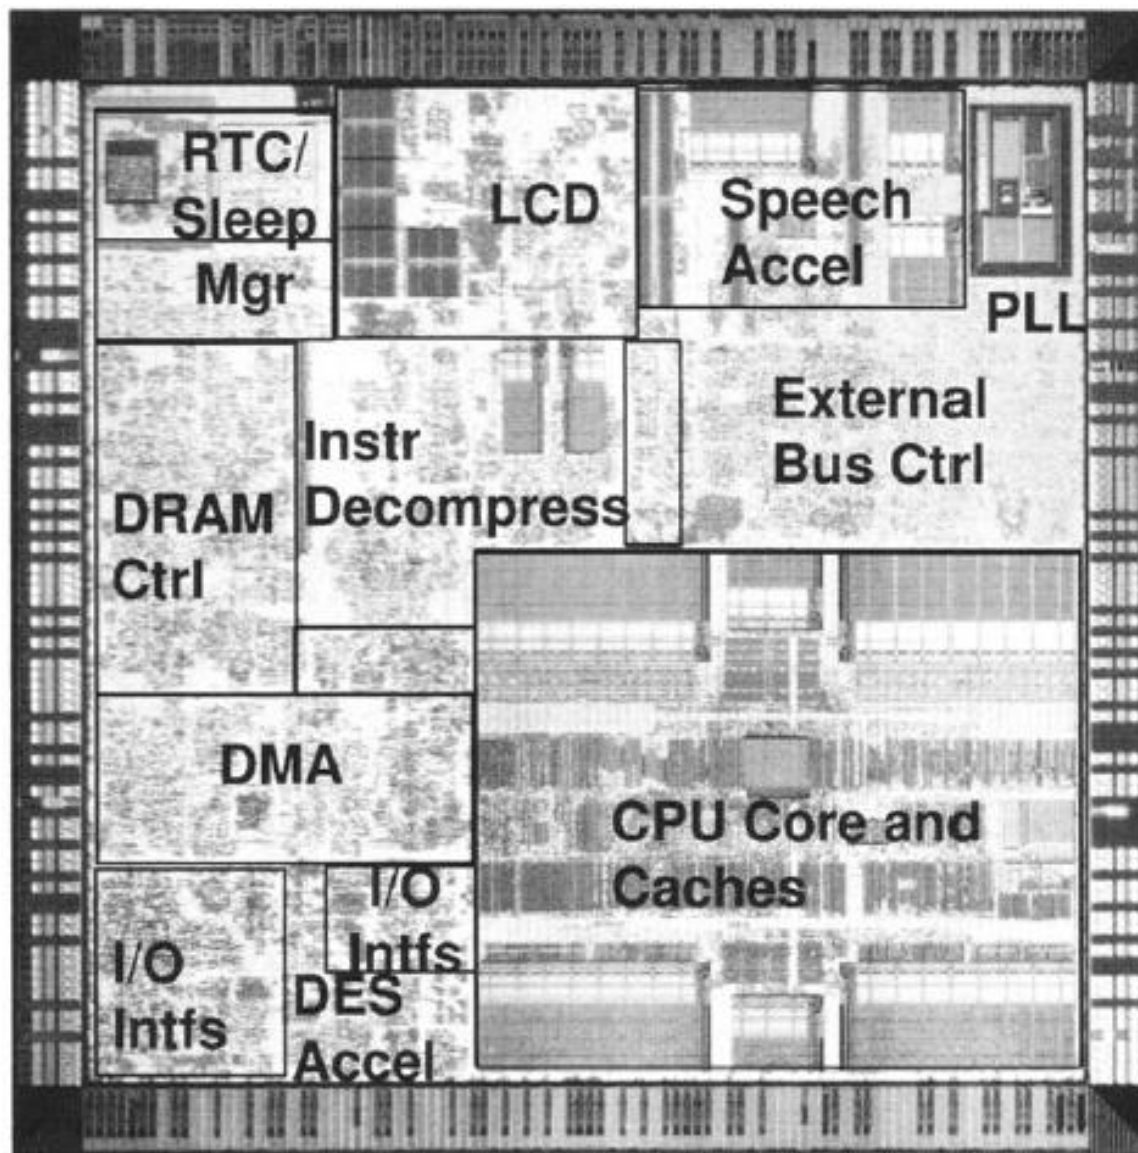 RTC/
Sleep
Mgr
LCD
Speech
Accel
PLL
External
Bus Ctrl
Instr
Decompress
DRAM
Ctrl
DMA
CPU Core and
Caches
I/O
Intfs
I/O
Intfs
DES
Accel